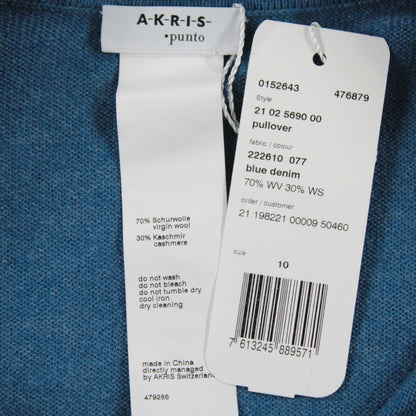 A-K-R-I-S-
•punto
70% Schurwolle
virgin wool
30% Kaschmir
cashmere
do not wash
do not bleach
do not tumble dry
cool iron
dry cleaning
made in China
directly managed
by AKRIS Switzerland
479286
0152643 476879
Style
21 02 5690 00
pullover
fabric / colour
222610 077
blue denim
70% WV 30% WS
order / customer
21 198221 00009 50460
size
10
7 613245 889571